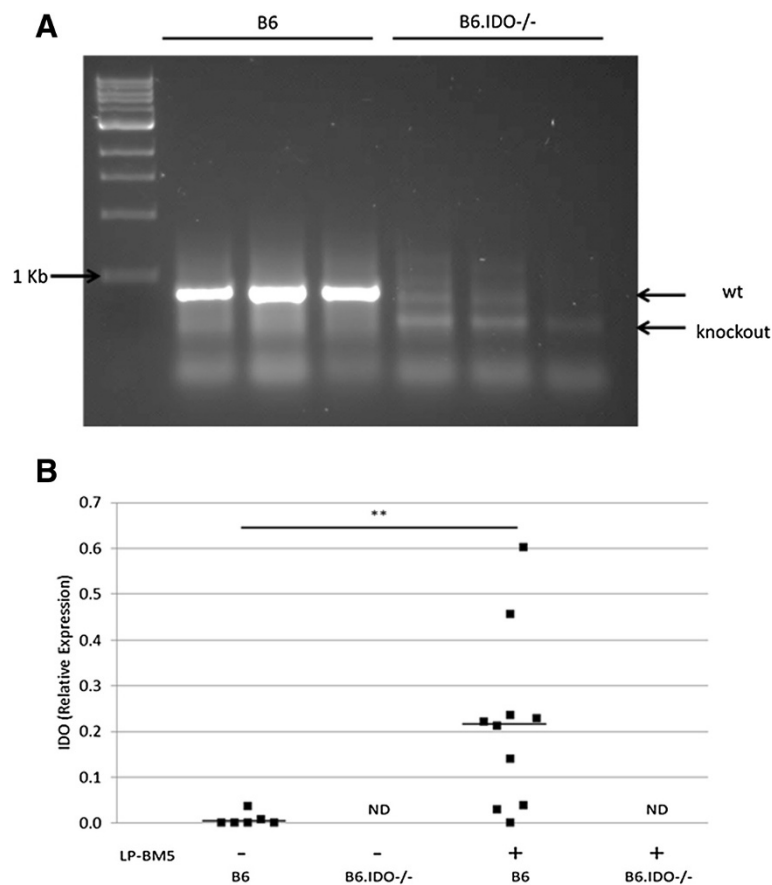 A
B6
B6.IDO-/-
1 Kb
wt
knockout
B
0.7
**
0.6
0.5
0.4
0.3
0.2
0.1
0.0
IDO (Relative Expression)
ND
ND
LP-BM5
-
-
+
+
B6
B6.IDO-/-
B6
B6.IDO-/-